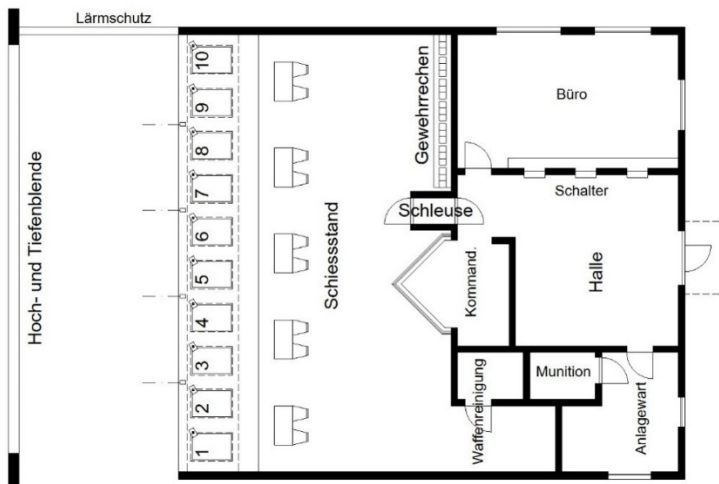 Lärmschutz
Hoch- und Tiefenblende
10
9
8
7
6
5
4
3
2
1
Schiessstand
Gewehrrechen
Büro
Schalter
Schleuse
Kommand.
Halle
Waffenreinigung
Munition
Anlagewart